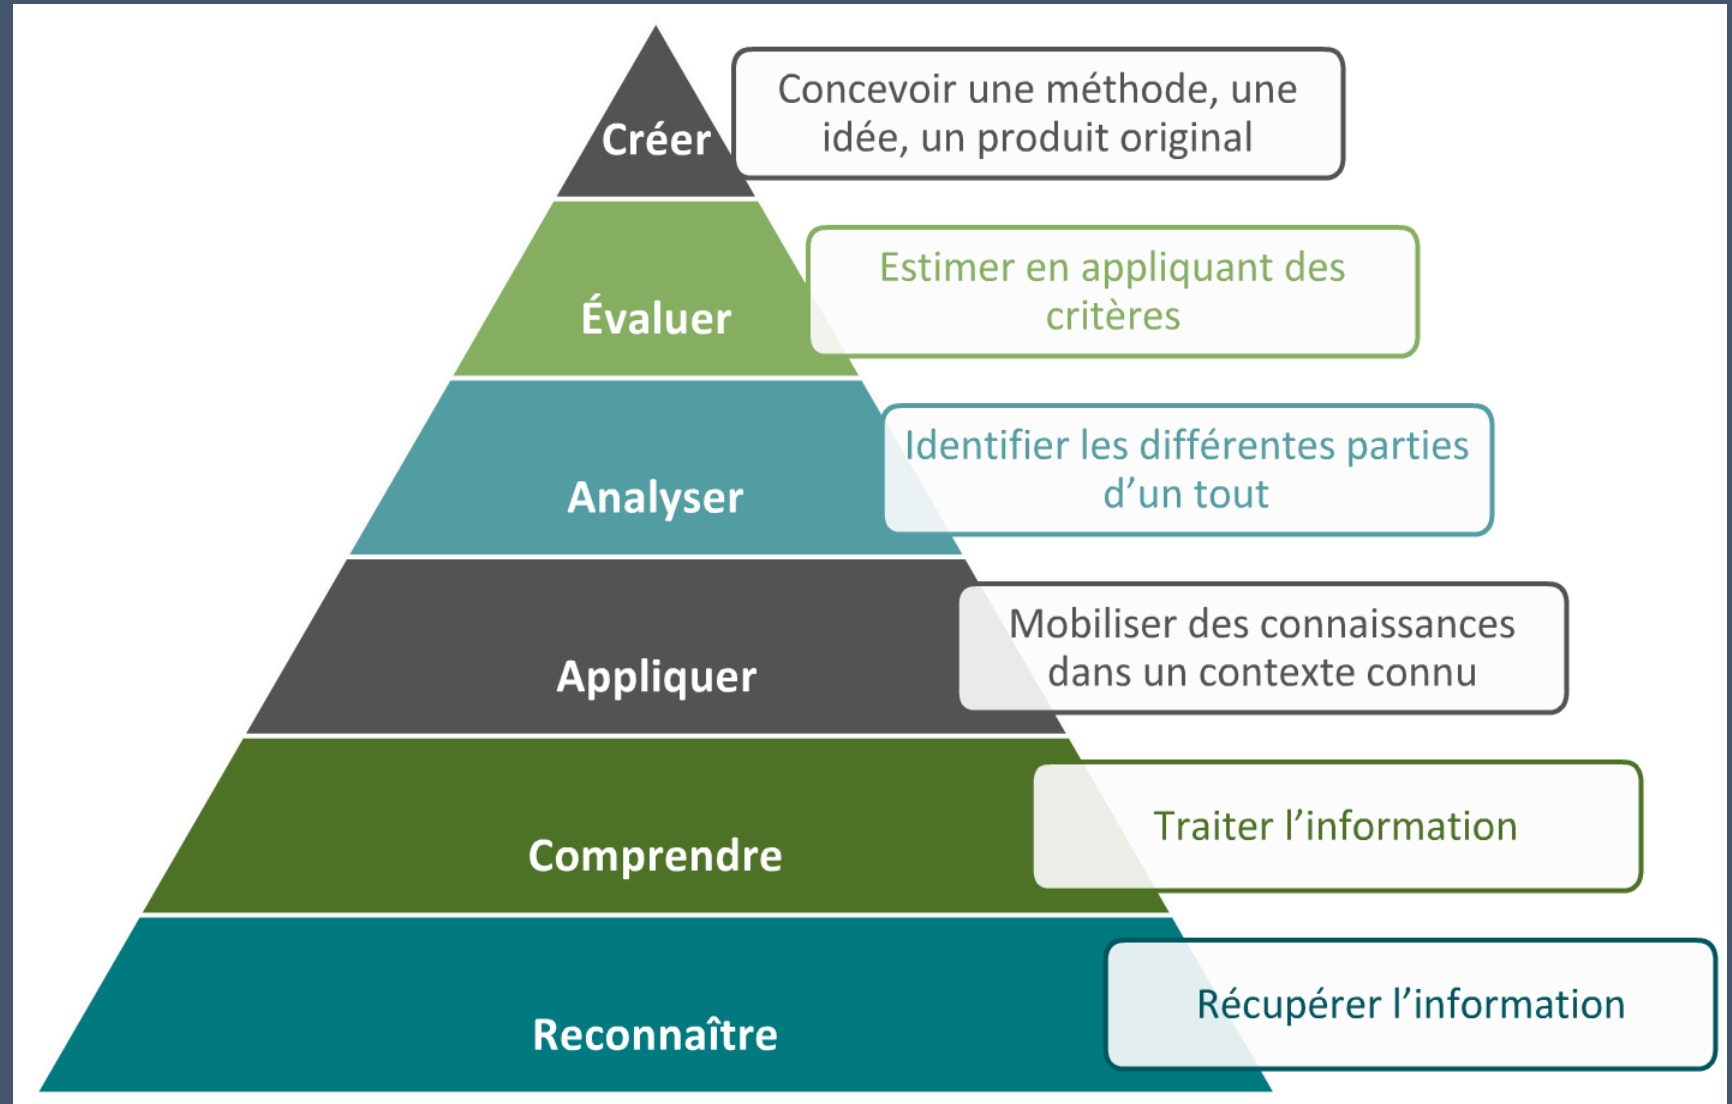 Créer
Concevoir une méthode, une
idée, un produit original
Évaluer
Estimer en appliquant des
critères
Analyser
Identifier les différentes parties
d’un tout
Appliquer
Mobiliser des connaissances
dans un contexte connu
Comprendre
Traiter l’information
Reconnaître
Récupérer l’information